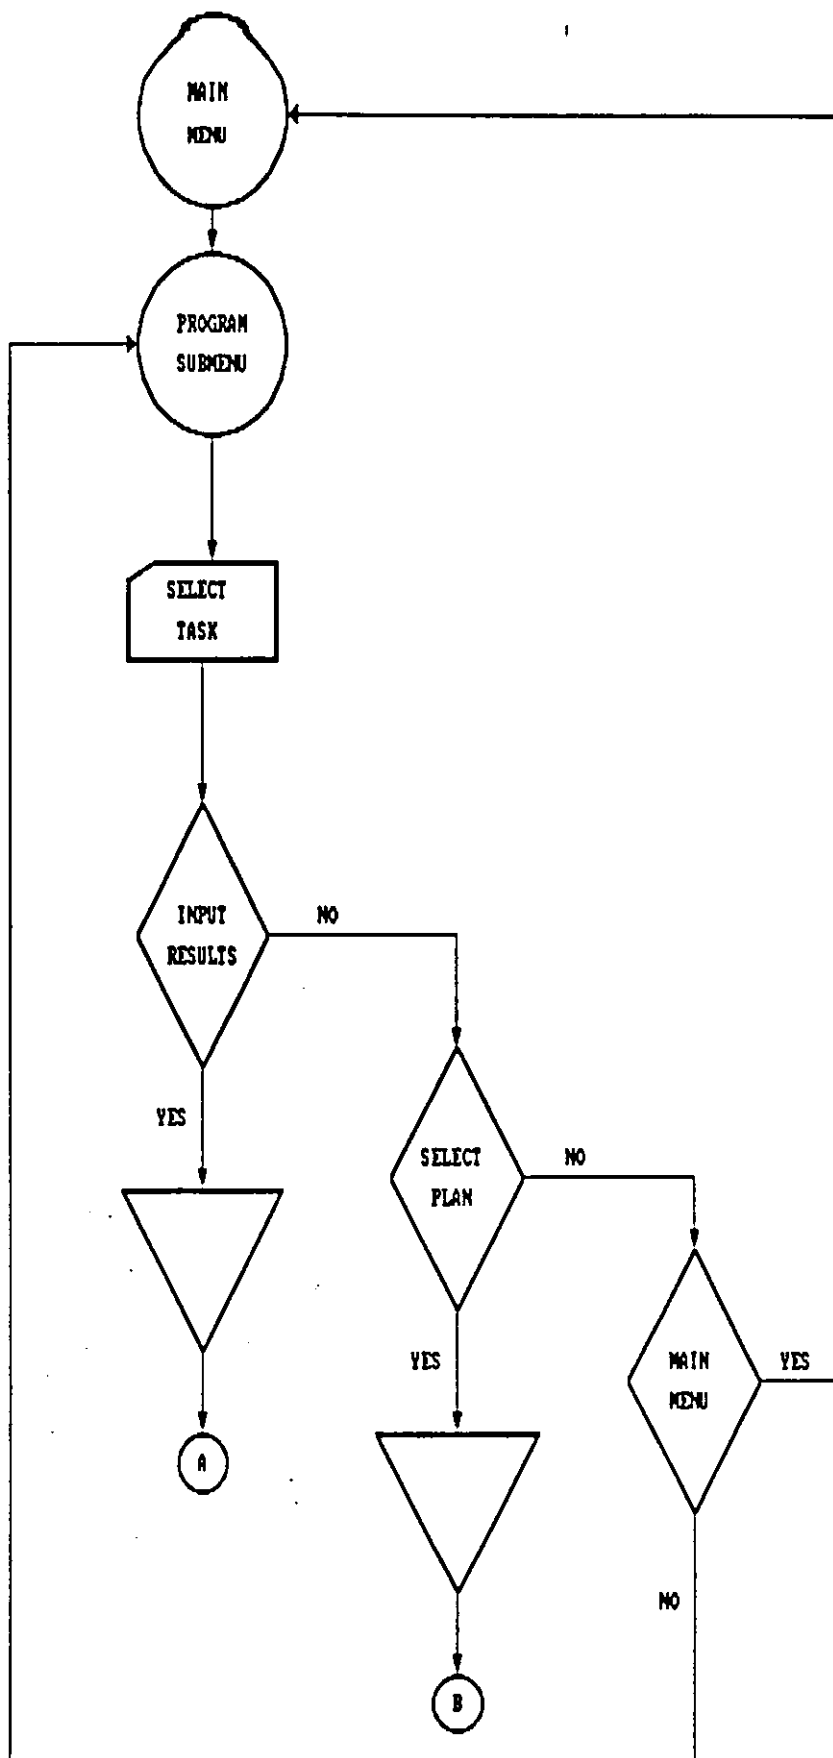 MAIN
MENU
PROGRAM
SUBMENU
SELECT
TASK
INPUT
RESULTS
NO
YES
SELECT
PLAN
NO
YES
MAIN
MENU
YES
A
NO
B